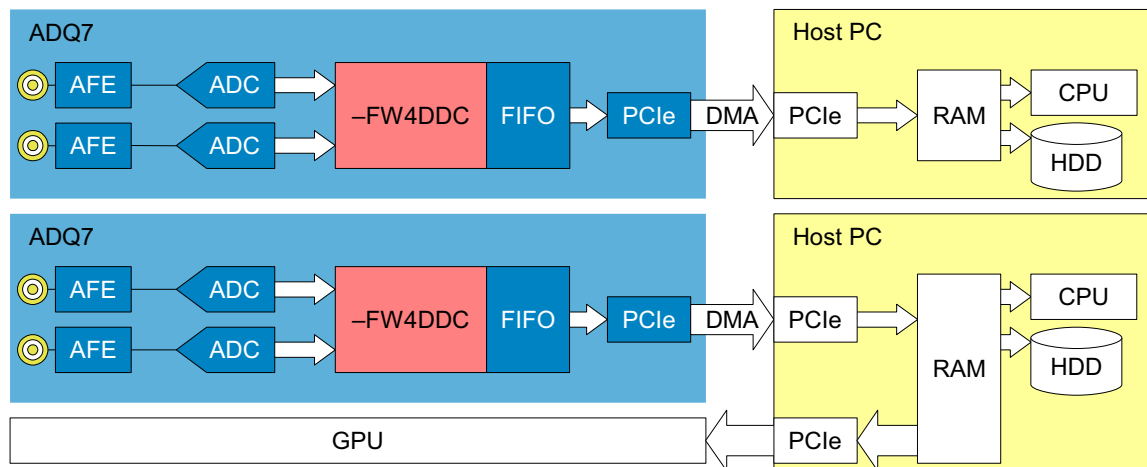 ADQ7
AFE
ADC
AFE
ADC
–FW4DDC
FIFO
PCIe
DMA
Host PC
PCIe
RAM
CPU
HDD
ADQ7
AFE
ADC
AFE
ADC
–FW4DDC
FIFO
PCIe
DMA
Host PC
PCIe
RAM
CPU
HDD
GPU
PCIe